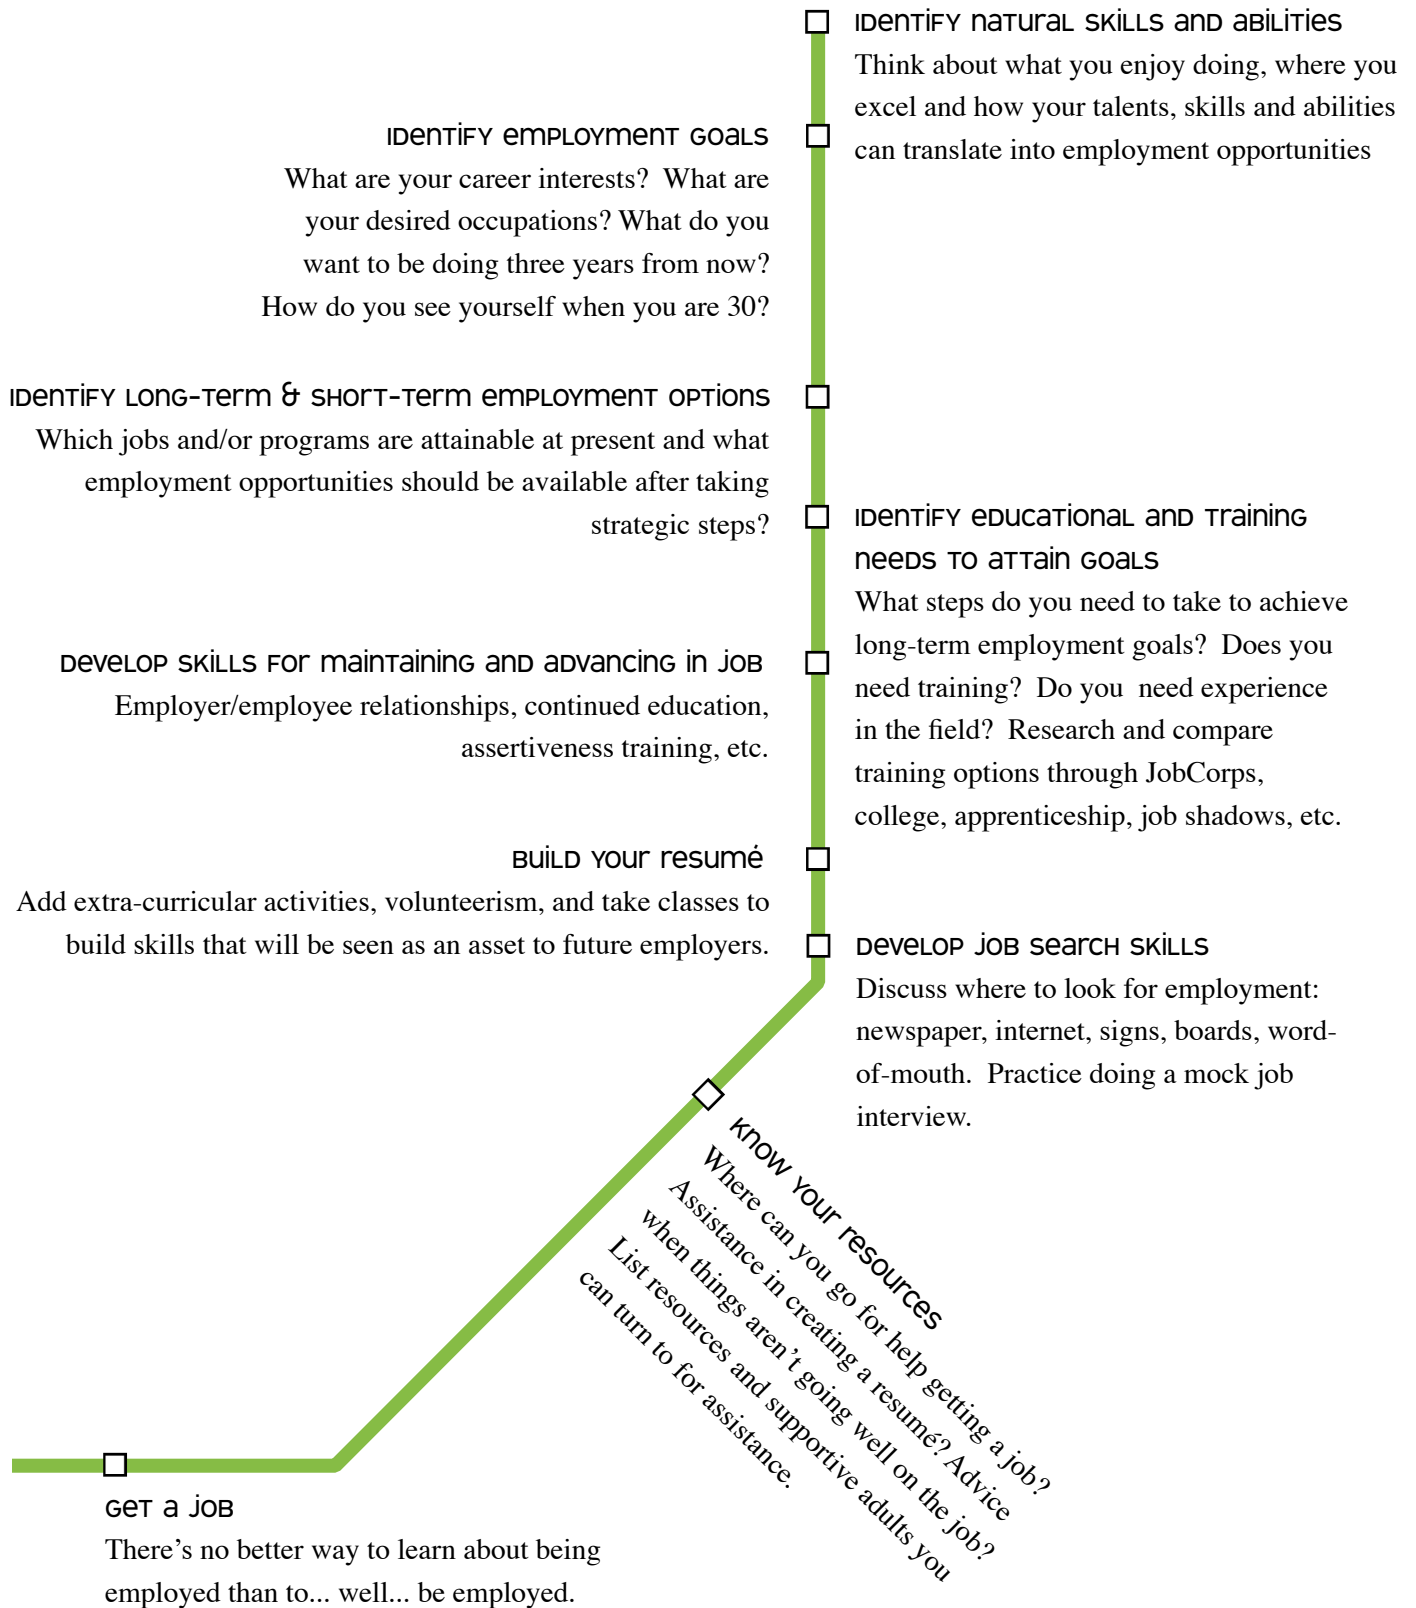 Identify natural skills and abilities
Think about what you enjoy doing, where you
excel and how your talents, skills and abilities
can translate into employment opportunities
Identify employment goals
What are your career interests?  What are
your desired occupations? What do you
want to be doing three years from now?
How do you see yourself when you are 30?
Identify long-term & short-term employment options
Which jobs and/or programs are attainable at present and what
employment opportunities should be available after taking
strategic steps?
Identify educational and training
needs to attain goals
What steps do you need to take to achieve
long-term employment goals?  Does you
need training?  Do you  need experience
in the field?  Research and compare
training options through JobCorps,
college, apprenticeship, job shadows, etc.
Develop skills for maintaining and advancing in job
Employer/employee relationships, continued education,
assertiveness training, etc.
Build your resumé
Add extra-curricular activities, volunteerism, and take classes to
build skills that will be seen as an asset to future employers.
Develop job search skills
Discuss where to look for employment:
newspaper, internet, signs, boards, word-
of-mouth.  Practice doing a mock job
interview.
Know your resources
Where can you go for help getting a job?
Assistance in creating a resumé? Advice
when things aren't going well on the job?
List resources and supportive adults you
can turn to for assistance.
Get a job
There's no better way to learn about being
employed than to... well... be employed.